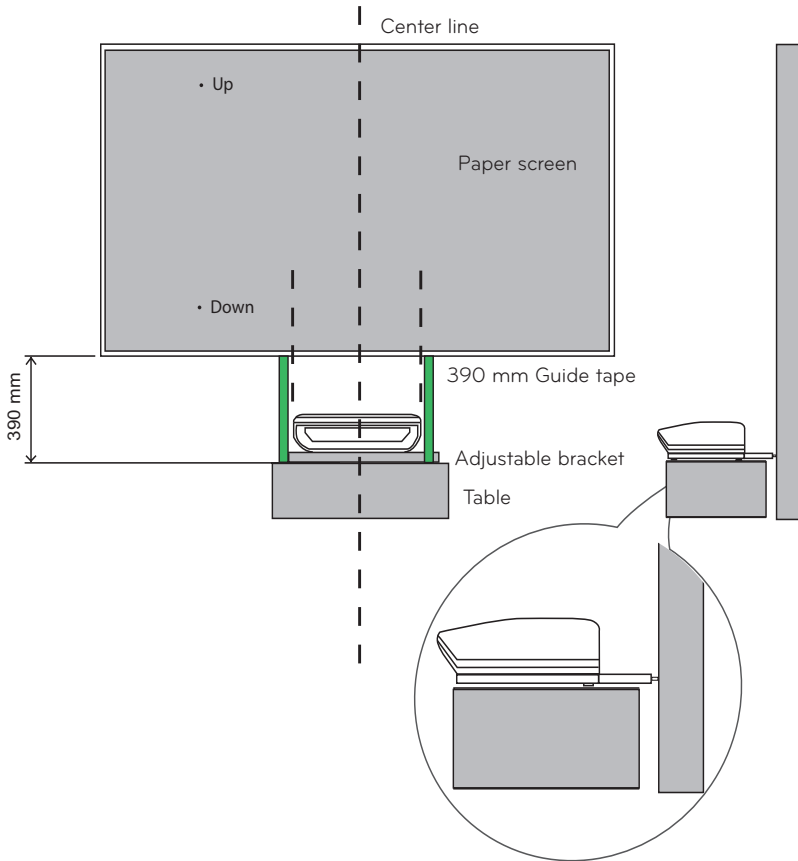 Center line
• Up
Paper screen
• Down
390 mm
390 mm Guide tape
Adjustable bracket
Table